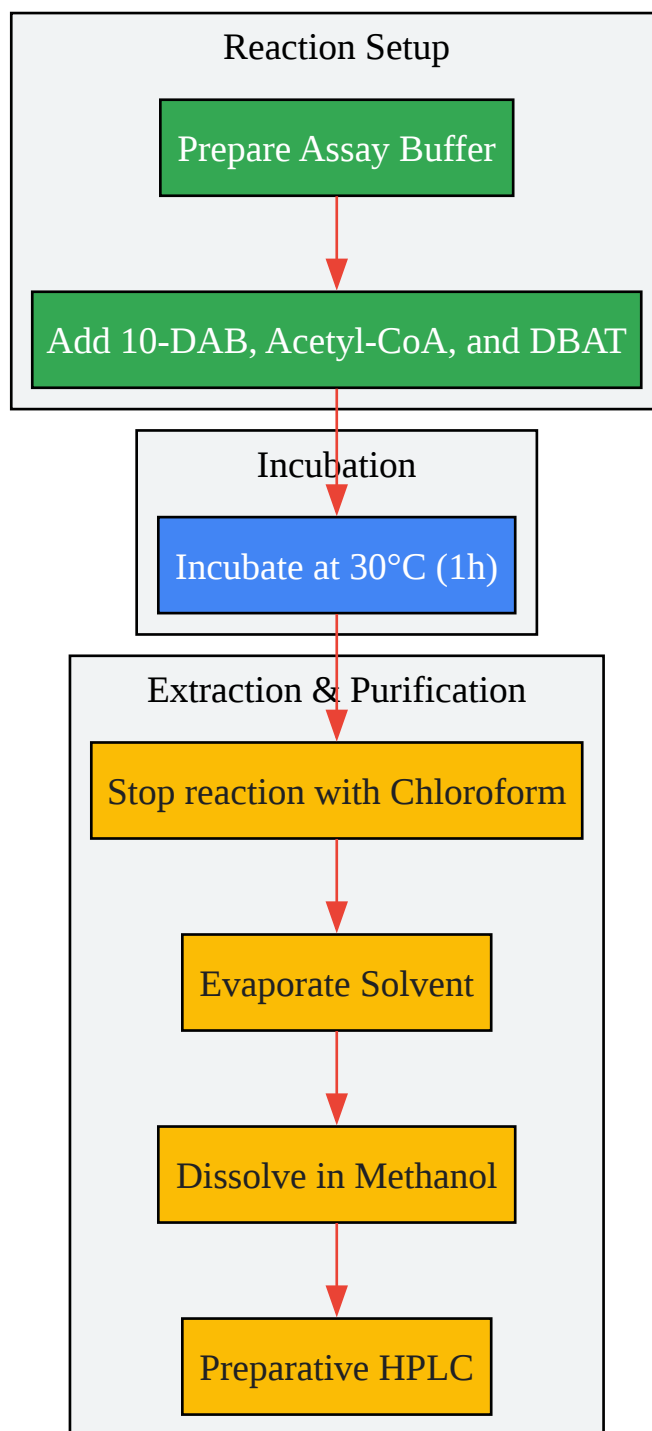 Reaction Setup
Prepare Assay Buffer
Add 10-DAB, Acetyl-CoA, and DBAT
Incubation
Incubate at 30°C (1h)
Extraction & Purification
Stop reaction with Chloroform
Evaporate Solvent
Dissolve in Methanol
Preparative HPLC